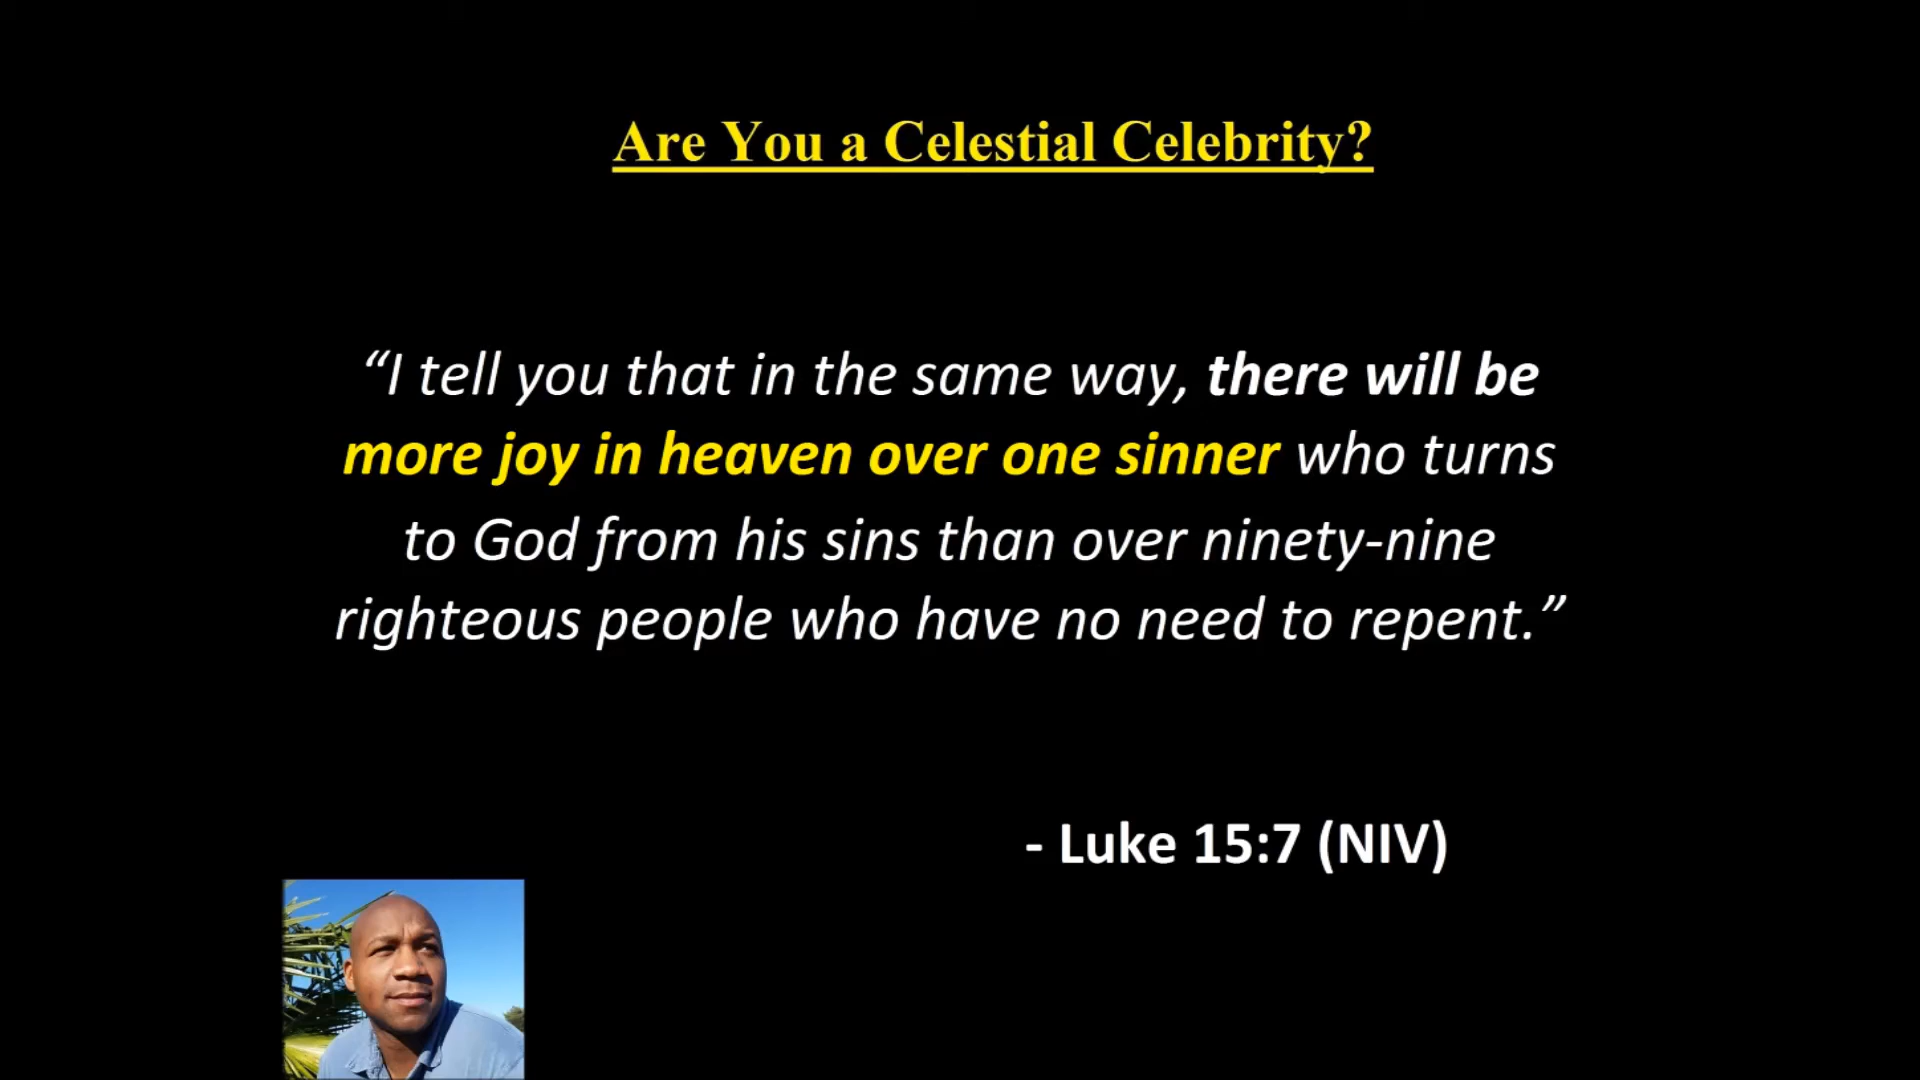 Are You a Celestial Celebrity?
“I tell you that in the same way, there will be
more joy in heaven over one sinner who turns
to God from his sins than over ninety-nine
righteous people who have no need to repent.”
- Luke 15:7 (NIV)